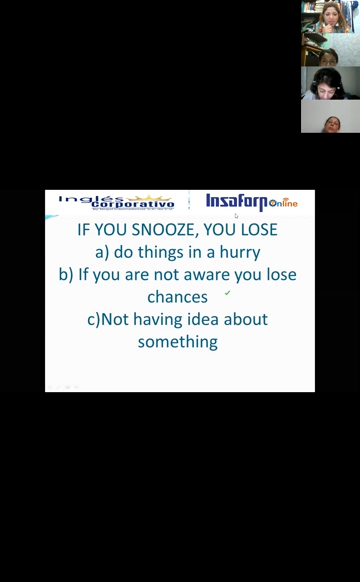 Inglés
corporativo
Insaforp Online
IF YOU SNOOZE, YOU LOSE
a) do things in a hurry
b) If you are not aware you lose
chances
c)Not having idea about
something